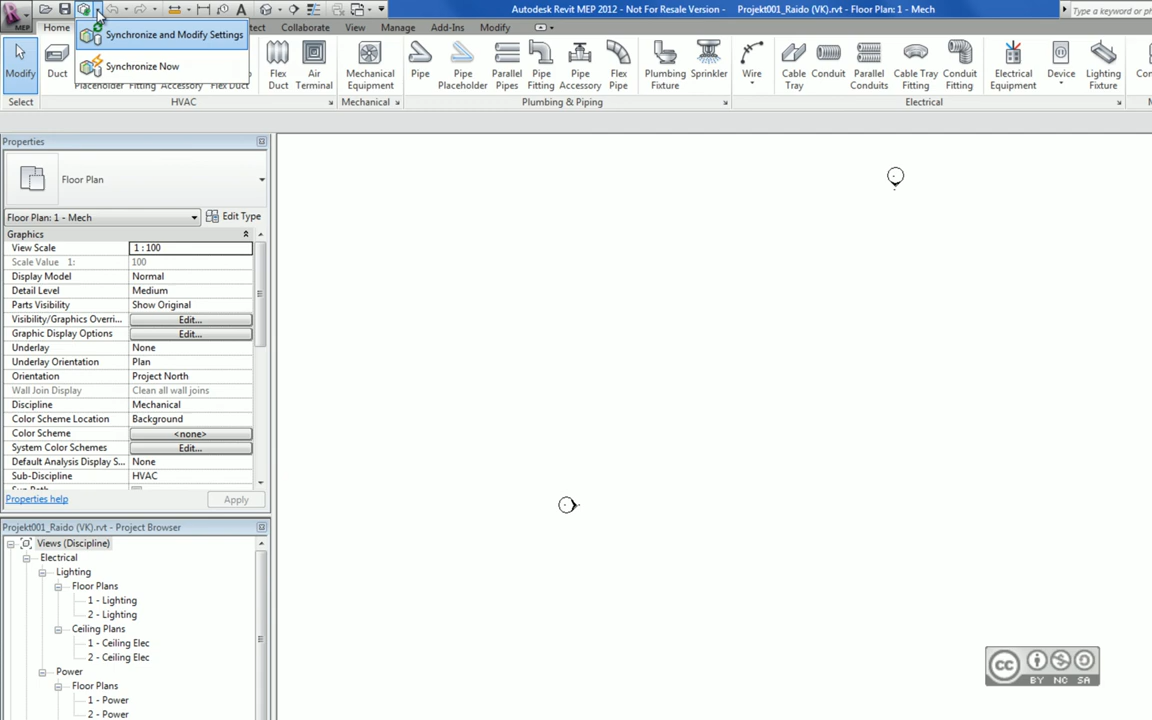 Autodesk Revit MEP 2012 - Not For Resale Version -    Projekt001_Raido (VK).rvt - Floor Plan: 1 - Mech
Type a keyword or ph
MEP
Home
Collaborate
View
Manage
Add-Ins
Modify
Synchronize and Modify Settings
Synchronize Now
Modify
Duct
Placeholder
Fitting
Accessory
Flex Duct
Flex Duct
Air Terminal
Mechanical Equipment
Pipe
Pipe Placeholder
Parallel Pipes
Pipe Fitting
Pipe Accessory
Flex Pipe
Plumbing Fixture
Sprinkler
Wire
Cable Tray
Conduit
Parallel Conduits
Cable Tray Fitting
Conduit Fitting
Electrical Equipment
Device
Lighting Fixture
Select
HVAC
Mechanical
Plumbing & Piping
Electrical
Properties
Floor Plan
Floor Plan: 1 - Mech
Edit Type
Graphics
View Scale 1 : 100
Scale Value 1: 100
Display Model Normal
Detail Level Medium
Parts Visibility Show Original
Visibility/Graphics Overri... Edit...
Graphic Display Options Edit...
Underlay None
Underlay Orientation Plan
Orientation Project North
Wall Join Display Clean all wall joins
Discipline Mechanical
Color Scheme Location Background
Color Scheme <none>
System Color Schemes Edit...
Default Analysis Display S... None
Sub-Discipline HVAC
Properties help
Apply
Projekt001_Raido (VK).rvt - Project Browser
Views (Discipline)
Electrical
Lighting
Floor Plans
1 - Lighting
2 - Lighting
Ceiling Plans
1 - Ceiling Elec
2 - Ceiling Elec
Power
Floor Plans
1 - Power
2 - Power
cc
BY NC SA